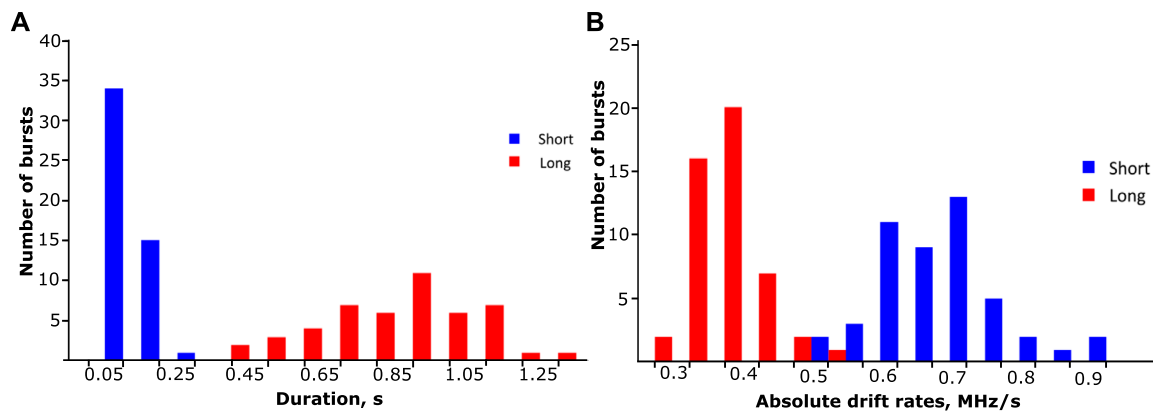 A
Number of bursts
40
35
30
25
20
15
10
5
0.05 0.25 0.45 0.65 0.85 1.05 1.25
Duration, s
Short
Long
B
Number of bursts
25
20
15
10
5
0.3 0.4 0.5 0.6 0.7 0.8 0.9
Absolute drift rates, MHz/s
Short
Long